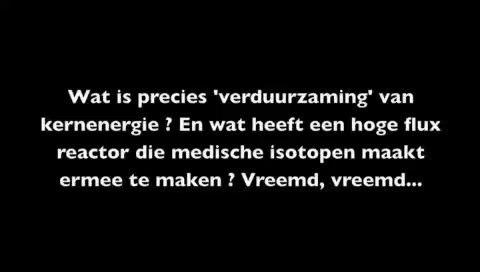 Wat is precies 'verduurzaming' van
kernenergie ? En wat heeft een hoge flux
reactor die medische isotopen maakt
ermee te maken ? Vreemd, vreemd...